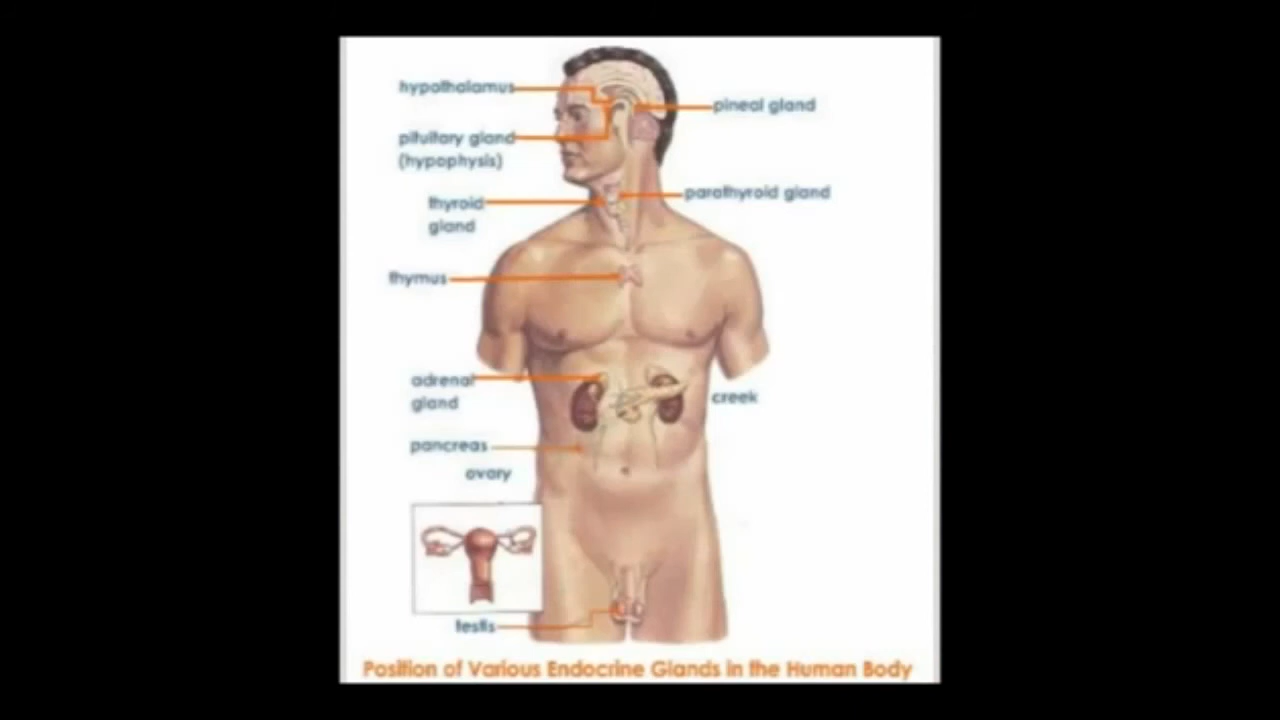 hypothalamus
pineal gland
pituitary gland
(hypophysis)
parathyroid gland
thyroid
gland
thymus
adrenal
gland
creek
pancreas
ovary
testis
Position of Various Endocrine Glands in the Human Body